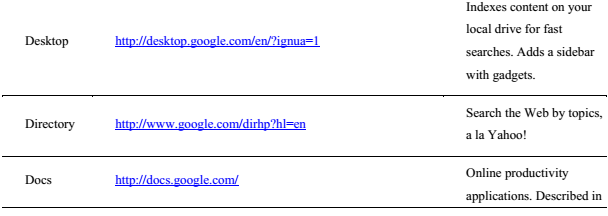 Indexes content on your
local drive for fast
Desktop http://desktop.google.com/en/?ignua=1
searches. Adds a sidebar
with gadgets.
Directory http://www.google.com/dirhp?hl=en
Search the Web by topics,
a la Yahoo!
Docs http://docs.google.com/
Online productivity
applications. Described in